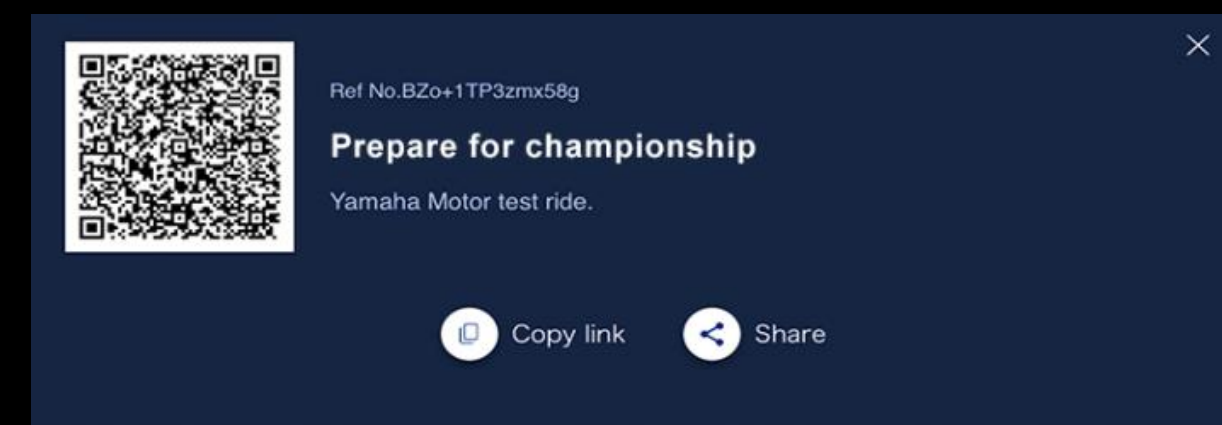 Ref No.BZo+1TP3zmx58g
Prepare for championship
Yamaha Motor test ride.
Copy link
Share